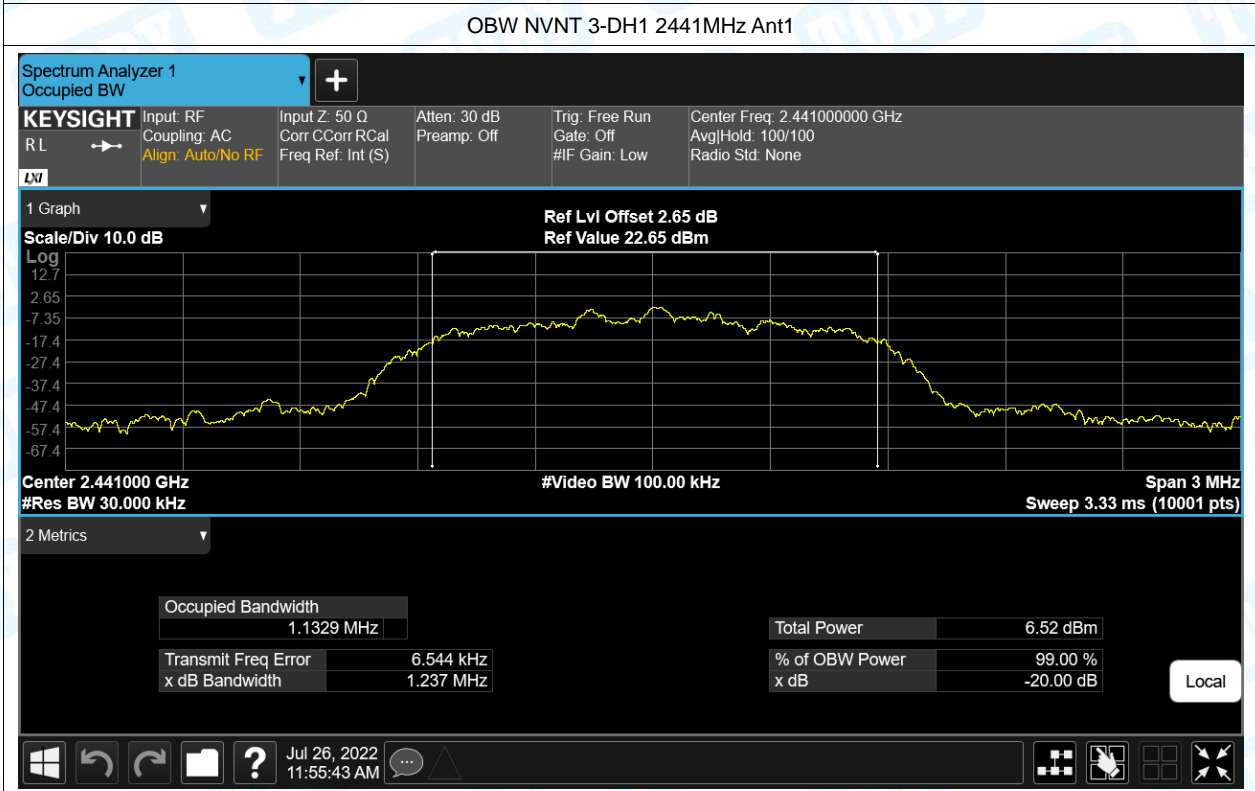 OBW NVNT 3-DH1 2441MHz Ant1
Spectrum Analyzer 1
Occupied BW
KEYSIGHT
R L
LXI
Input: RF
Coupling: AC
Align: Auto/No RF
Input Z: 50 Ω
Corr CCorr RCal
Freq Ref: Int (S)
Atten: 30 dB
Preamp: Off
Trig: Free Run
Gate: Off
#IF Gain: Low
Center Freq: 2.441000000 GHz
Avg|Hold: 100/100
Radio Std: None
1 Graph
Scale/Div 10.0 dB
Ref Lvl Offset 2.65 dB
Ref Value 22.65 dBm
Log
12.7
2.65
-7.35
-17.4
-27.4
-37.4
-47.4
-57.4
-67.4
Center 2.441000 GHz
#Res BW 30.000 kHz
#Video BW 100.00 kHz
Span 3 MHz
Sweep 3.33 ms (10001 pts)
2 Metrics
Occupied Bandwidth
1.1329 MHz
Transmit Freq Error 6.544 kHz
x dB Bandwidth 1.237 MHz
Total Power 6.52 dBm
% of OBW Power 99.00 %
x dB -20.00 dB
Local
?
Jul 26, 2022
11:55:43 AM